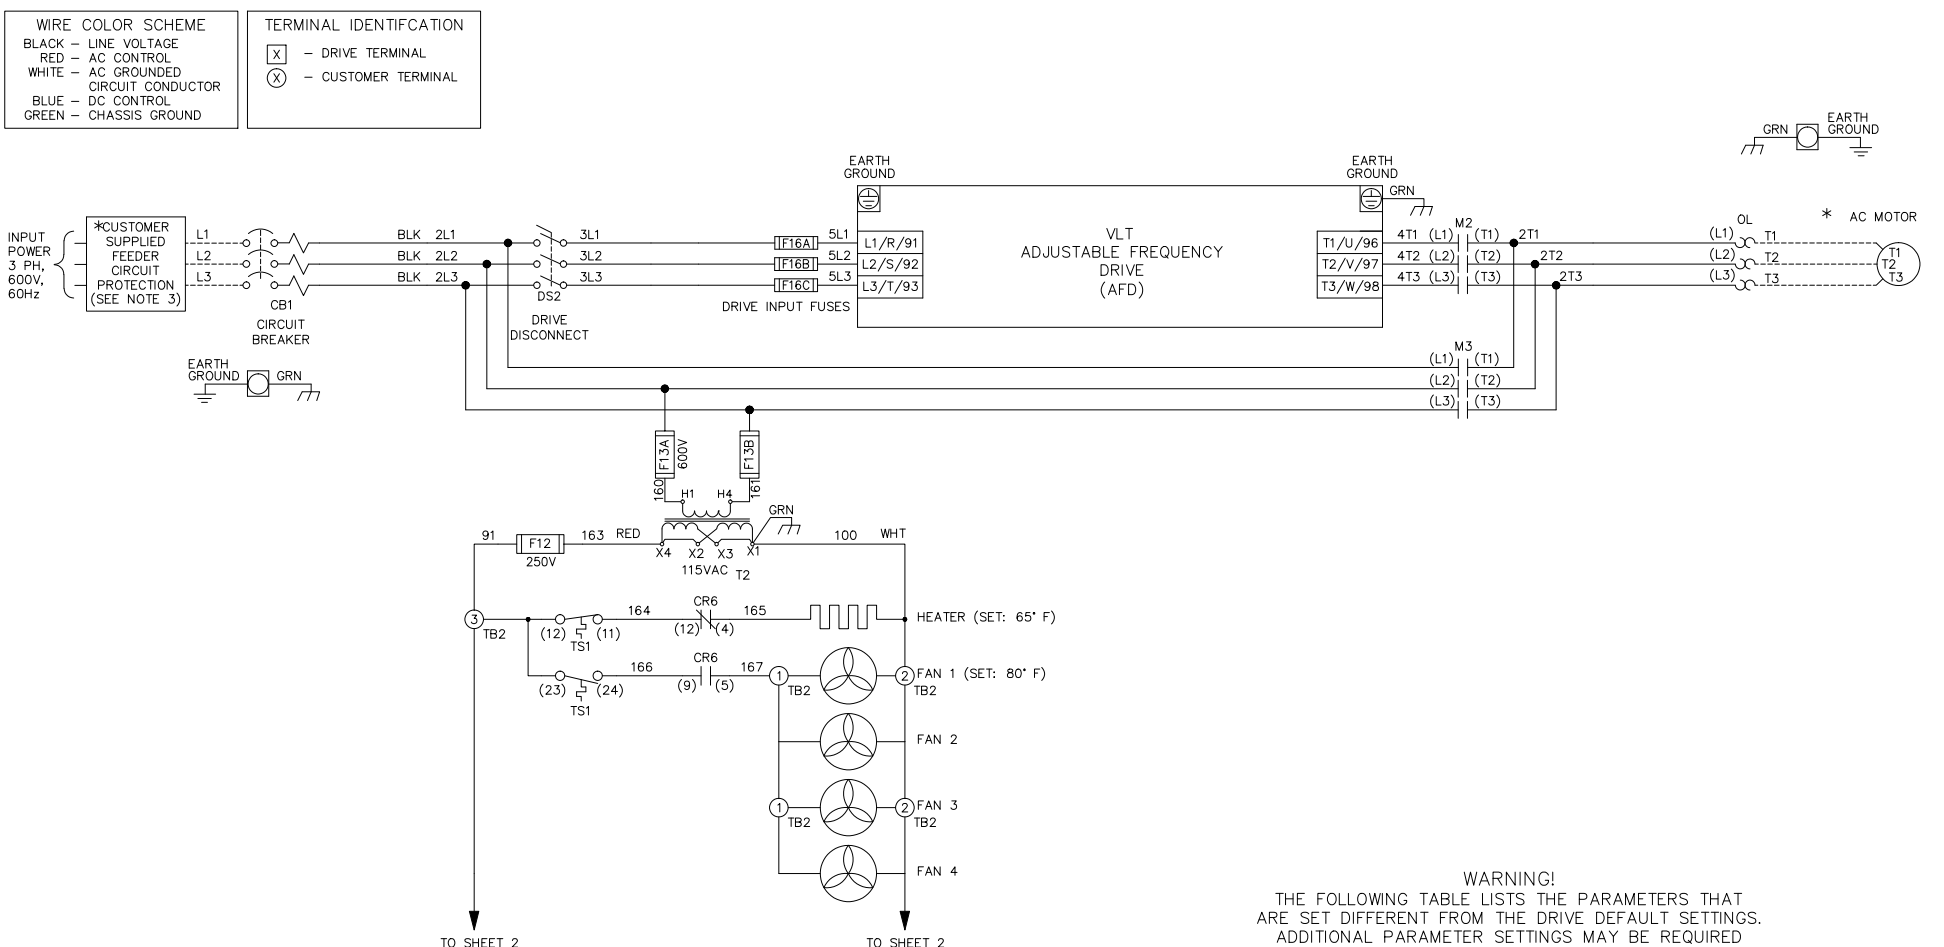 WIRE COLOR SCHEME
BLACK – LINE VOLTAGE
RED – AC CONTROL
WHITE – AC GROUNDED
CIRCUIT CONDUCTOR
BLUE – DC CONTROL
GREEN – CHASSIS GROUND
TERMINAL IDENTIFCATION
X – DRIVE TERMINAL
X – CUSTOMER TERMINAL
INPUT
POWER
3 PH,
600V,
60Hz
*CUSTOMER
SUPPLIED
FEEDER
CIRCUIT
PROTECTION
(SEE NOTE 3)
L1
L2
L3
CB1
CIRCUIT
BREAKER
EARTH
GROUND
GRN
BLK 2L1
BLK 2L2
BLK 2L3
DS2
DRIVE
DISCONNECT
3L1
3L2
3L3
F16A
F16B
F16C
DRIVE INPUT FUSES
5L1
5L2
5L3
EARTH
GROUND
L1/R/91
L2/S/92
L3/T/93
VLT
ADJUSTABLE FREQUENCY
DRIVE
(AFD)
EARTH
GROUND
GRN
T1/U/96
T2/V/97
T3/W/98
4T1 (L1) M2 (T1) 2T1
4T2 (L2) (T2) 2T2
4T3 (L3) (T3) 2T3
M3
(L1) (T1)
(L2) (T2)
(L3) (T3)
GRN
EARTH
GROUND
OL
(L1) T1
(L2) T2
(L3) T3
* AC MOTOR
T1
T2
T3
F13A
600V
F13B
160
161
H1 H4
GRN
91
F12
250V
163 RED
X4 X2 X3 X1
115VAC T2
100 WHT
3
TB2
(12) (11)
TS1
164
CR6
(12) (4)
165
HEATER (SET: 65° F)
(23) (24)
TS1
166
CR6
(9) (5)
167
1
TB2
2
TB2
FAN 1 (SET: 80° F)
FAN 2
1
TB2
2
TB2
FAN 3
FAN 4
TO SHEET 2
TO SHEET 2
WARNING!
THE FOLLOWING TABLE LISTS THE PARAMETERS THAT
ARE SET DIFFERENT FROM THE DRIVE DEFAULT SETTINGS.
ADDITIONAL PARAMETER SETTINGS MAY BE REQUIRED